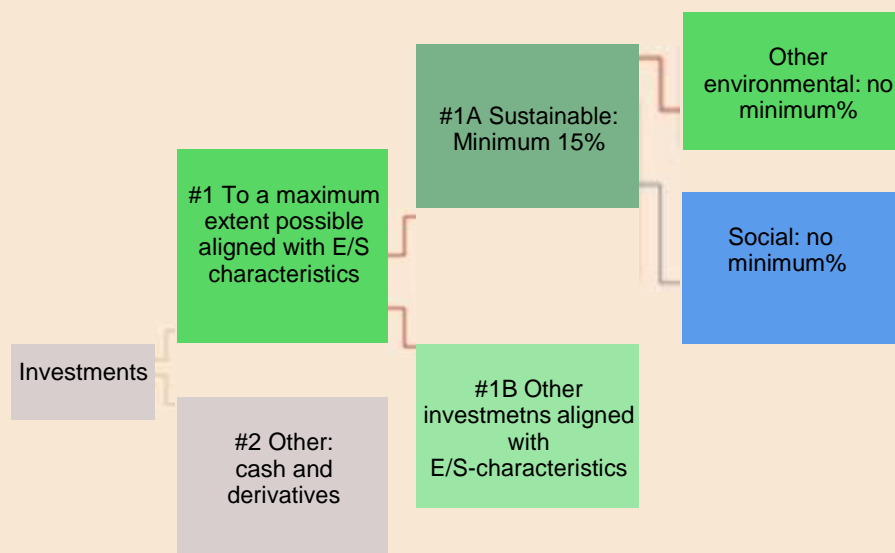 Investments
#1 To a maximum
extent possible
aligned with E/S
characteristics
#2 Other:
cash and
derivatives
#1A Sustainable:
Minimum 15%
#1B Other
investmetns aligned
with
E/S-characteristics
Other
environmental: no
minimum%
Social: no
minimum%